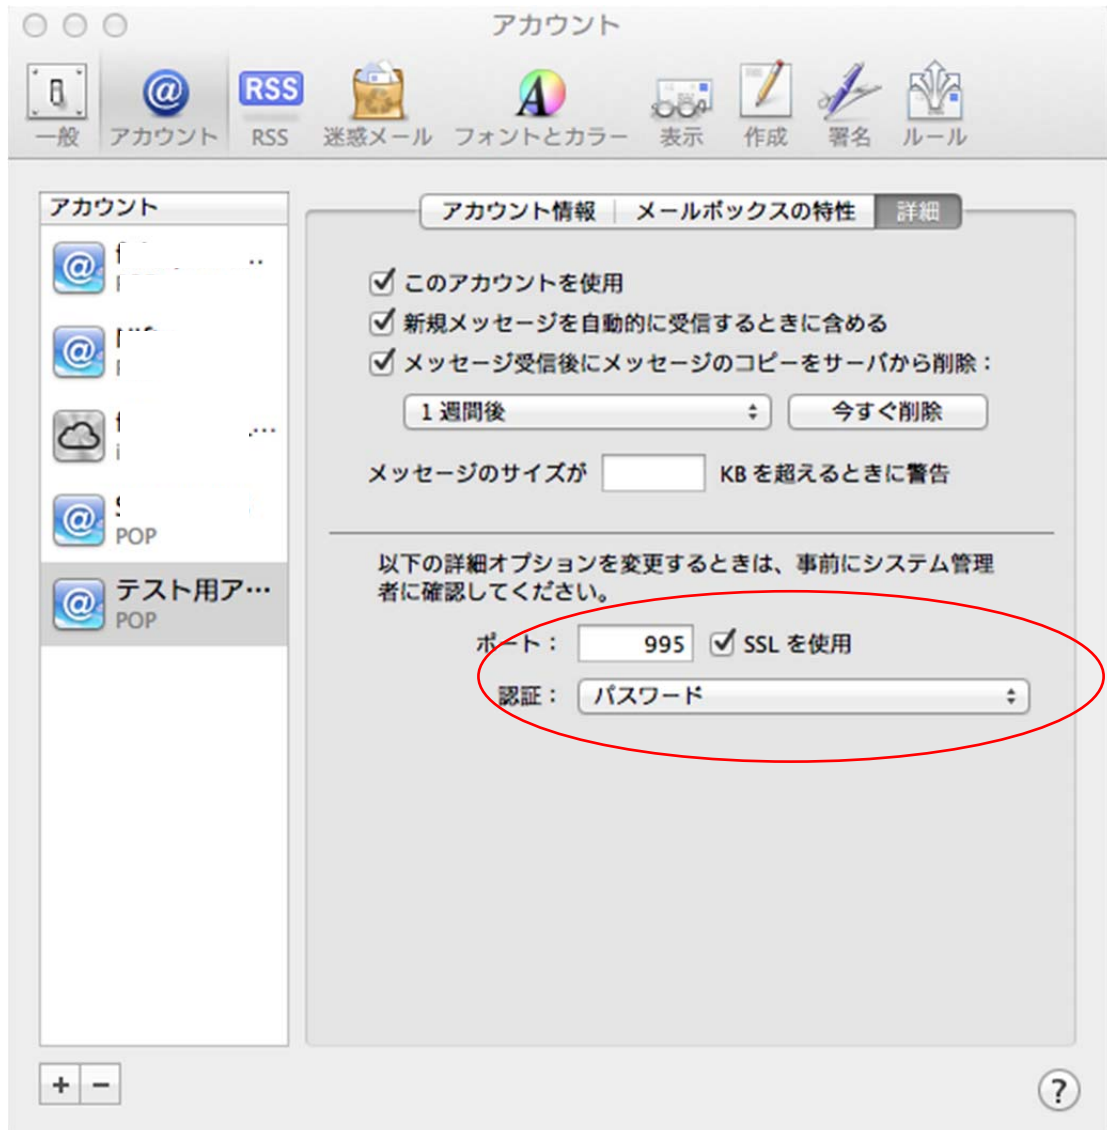 アカウント
RSS
一般 アカウント RSS 迷惑メール フォントとカラー 表示 作成 署名 ルール
アカウント
アカウント情報 メールボックスの特性 詳細
このアカウントを使用
新規メッセージを自動的に受信するときに含める
メッセージ受信後にメッセージのコピーをサーバから削除：
1 週間後 今すぐ削除
メッセージのサイズが KB を超えるときに警告
POP
テスト用ア…
POP
以下の詳細オプションを変更するときは、事前にシステム管理
者に確認してください。
ポート： 995 SSL を使用
認証： パスワード